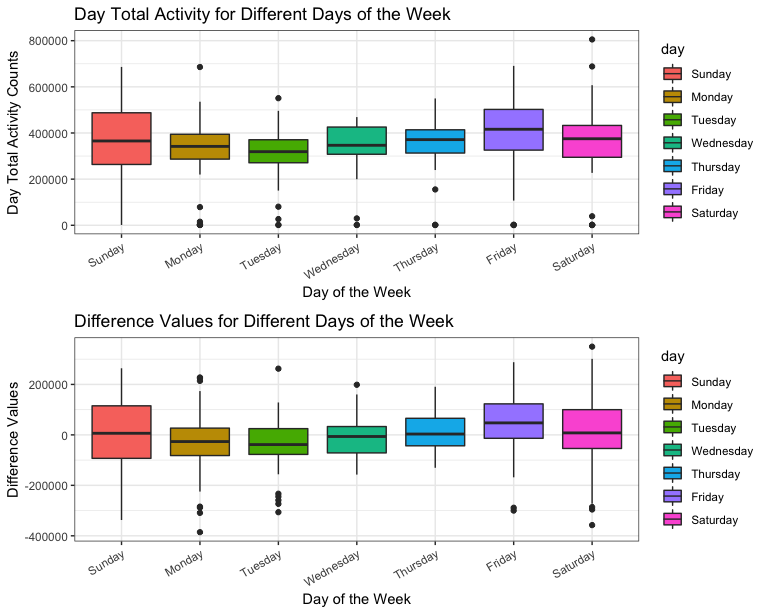 Day Total Activity for Different Days of the Week
Day Total Activity Counts
800000
600000
400000
200000
0
Sunday
Monday
Tuesday
Wednesday
Thursday
Friday
Saturday
Day of the Week
day
Sunday
Monday
Tuesday
Wednesday
Thursday
Friday
Saturday
Difference Values for Different Days of the Week
Difference Values
200000
0
-200000
-400000
Sunday
Monday
Tuesday
Wednesday
Thursday
Friday
Saturday
Day of the Week
day
Sunday
Monday
Tuesday
Wednesday
Thursday
Friday
Saturday